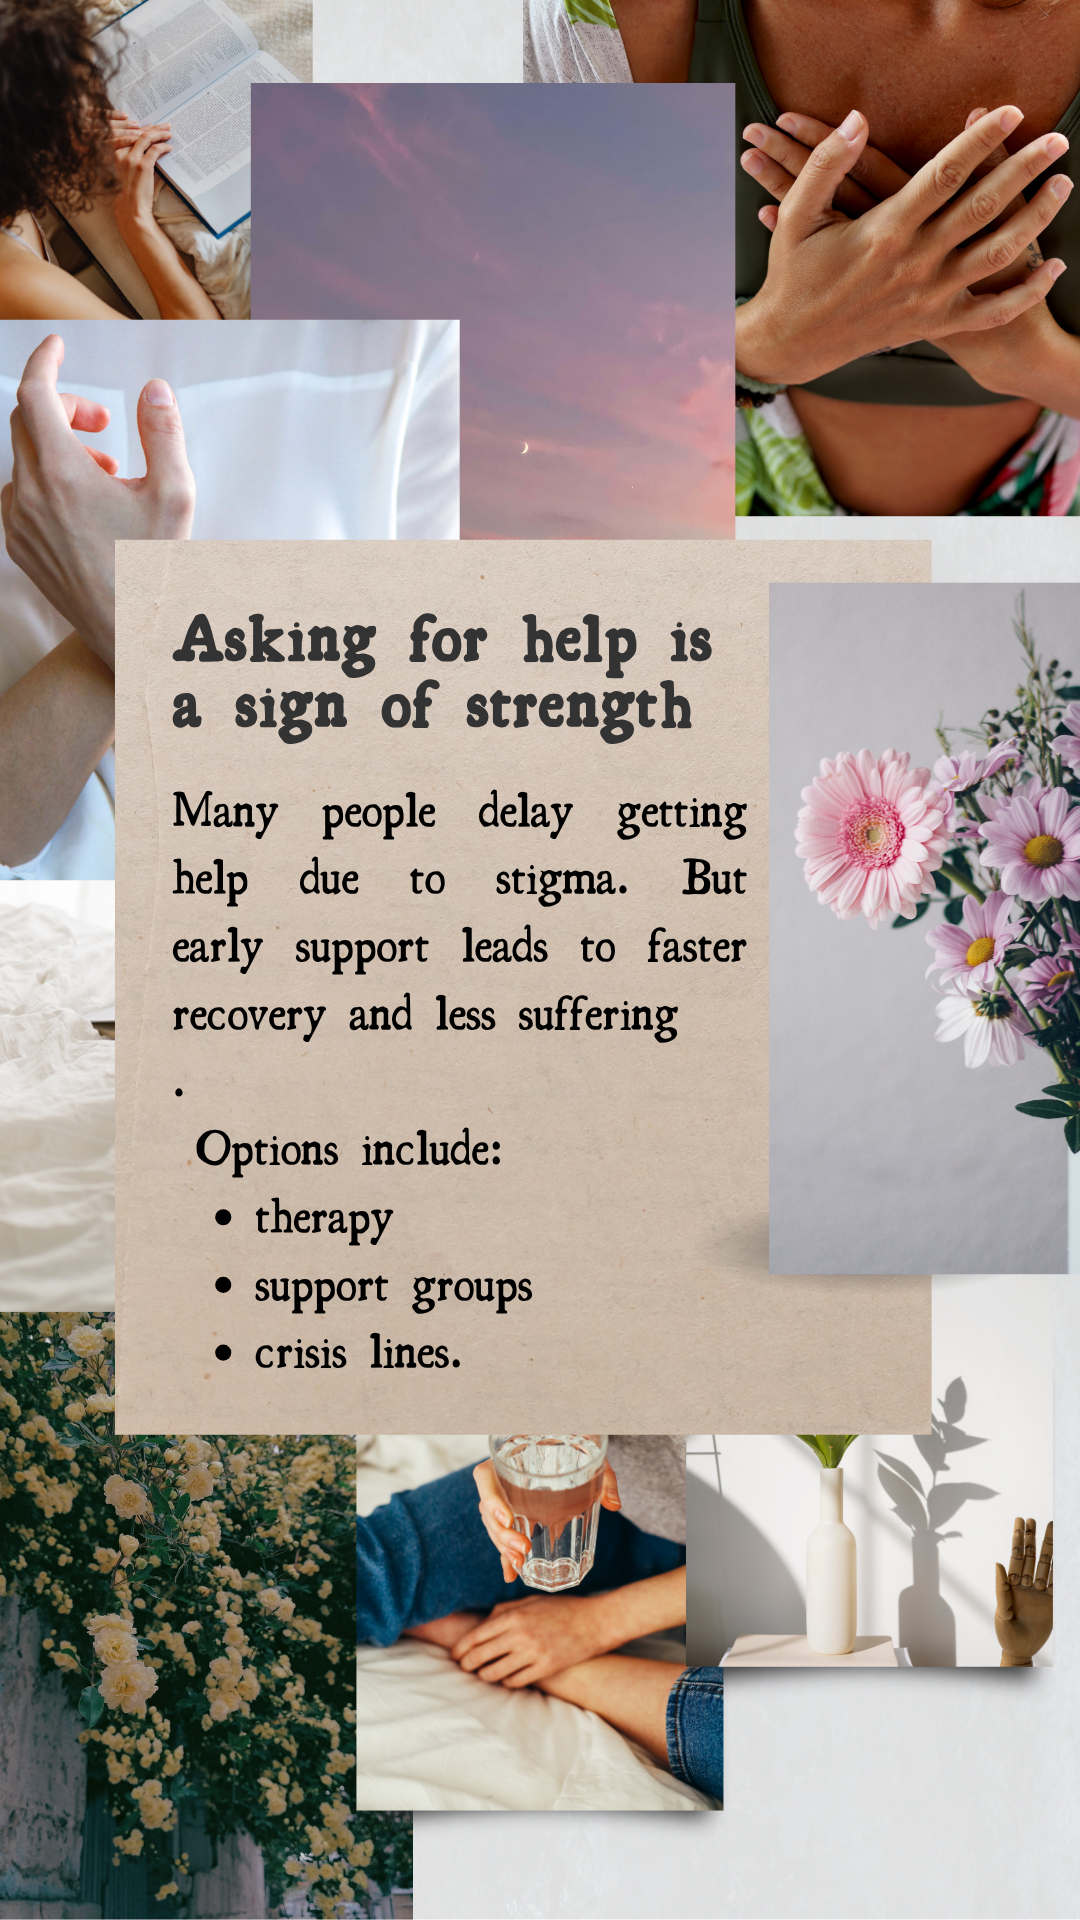 Asking for help is
a sign of strength
Many people delay getting
help due to stigma. But
early support leads to faster
recovery and less suffering
.
Options include:
• therapy
• support groups
• crisis lines.